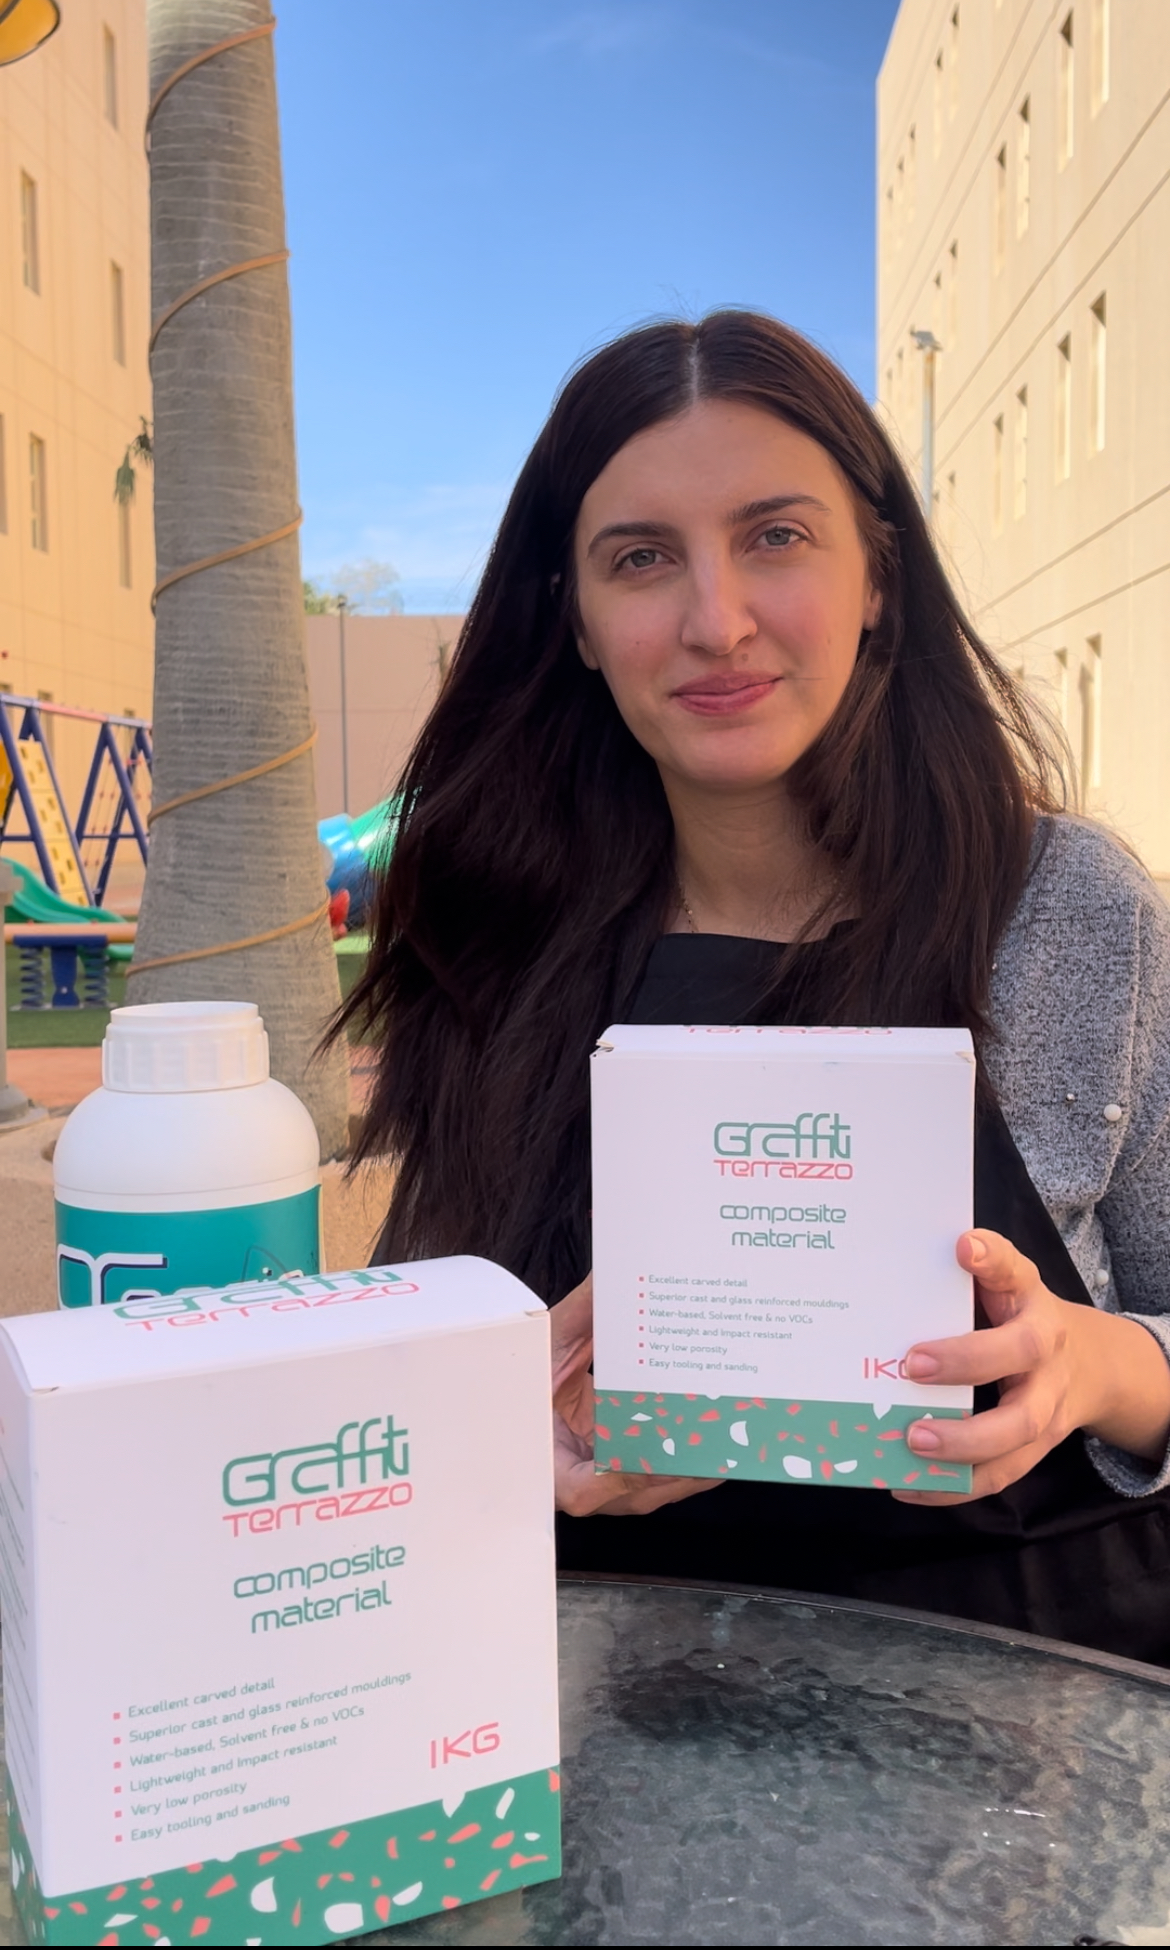 Terrazzo
Graffiti
Terrazzo
composite
material
Excellent carved detail
Superior cast and glass reinforced mouldings
Water-based, Solvent free & no VOCs
Lightweight and Impact resistant
Very low porosity
Easy tooling and sanding
Graffiti
Terrazzo
Graffiti
Terrazzo
composite
material
Excellent carved detail
Superior cast and glass reinforced mouldings
Water-based, Solvent free & no VOCs
Lightweight and Impact resistant
Very low porosity
Easy tooling and sanding
1KG